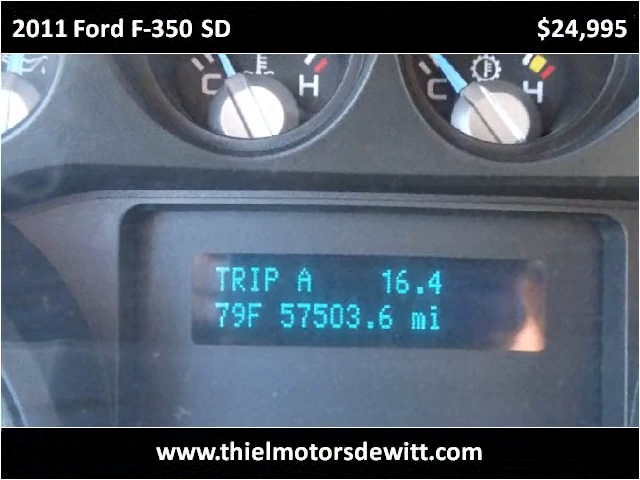 2011 Ford F-350 SD $24,995
C H C 4
TRIP A 16.4
79F 57503.6 mi
www.thielmotorsdewitt.com